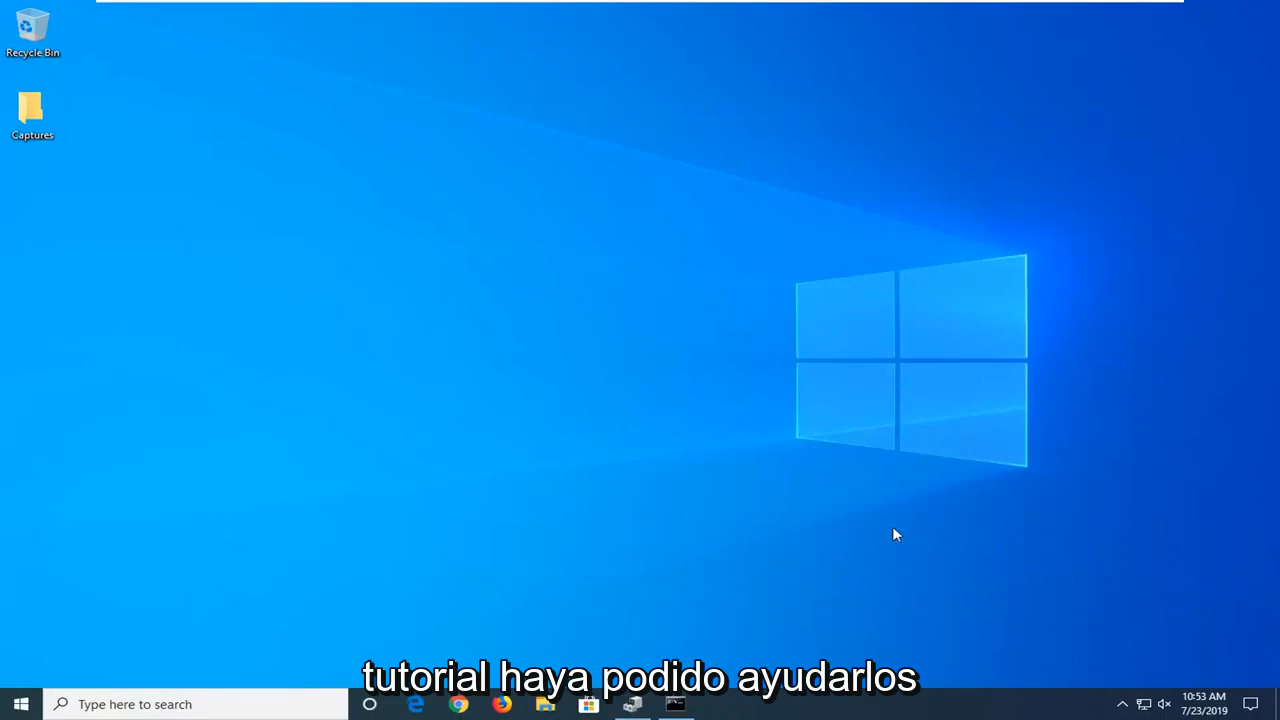 Recycle Bin
Captures
tutorial haya podido ayudarlos
Type here to search
10:53 AM
7/23/2019